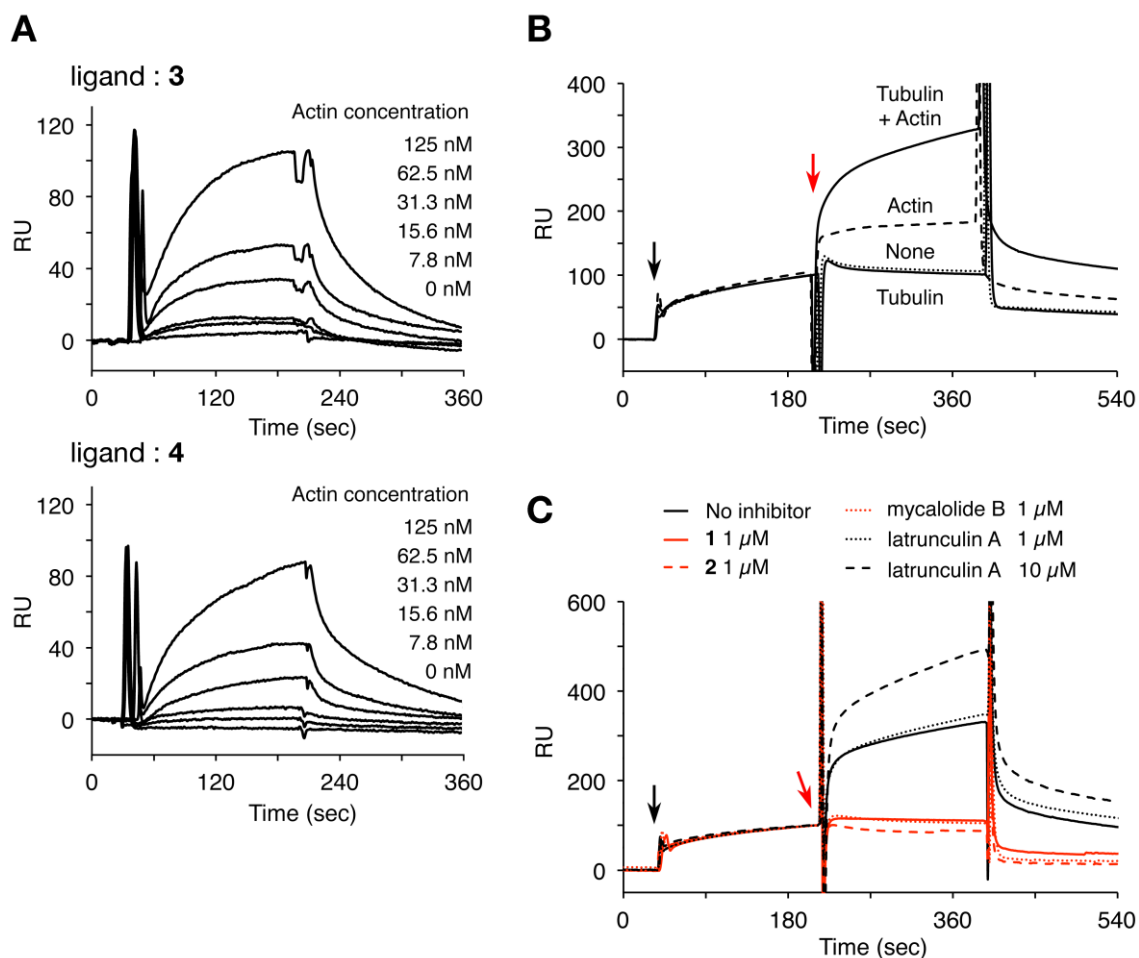 A
ligand : 3
Actin concentration
125 nM
62.5 nM
31.3 nM
15.6 nM
7.8 nM
0 nM
120
80
40
0
RU
0
120
240
360
Time (sec)
ligand : 4
Actin concentration
125 nM
62.5 nM
31.3 nM
15.6 nM
7.8 nM
0 nM
120
80
40
0
RU
0
120
240
360
Time (sec)
B
400
300
200
100
0
RU
Tubulin
+ Actin
Actin
None
Tubulin
0
180
360
540
Time (sec)
C
No inhibitor
1 1 μM
2 1 μM
mycalolide B 1 μM
latrunculin A 1 μM
latrunculin A 10 μM
600
400
200
0
RU
0
180
360
540
Time (sec)